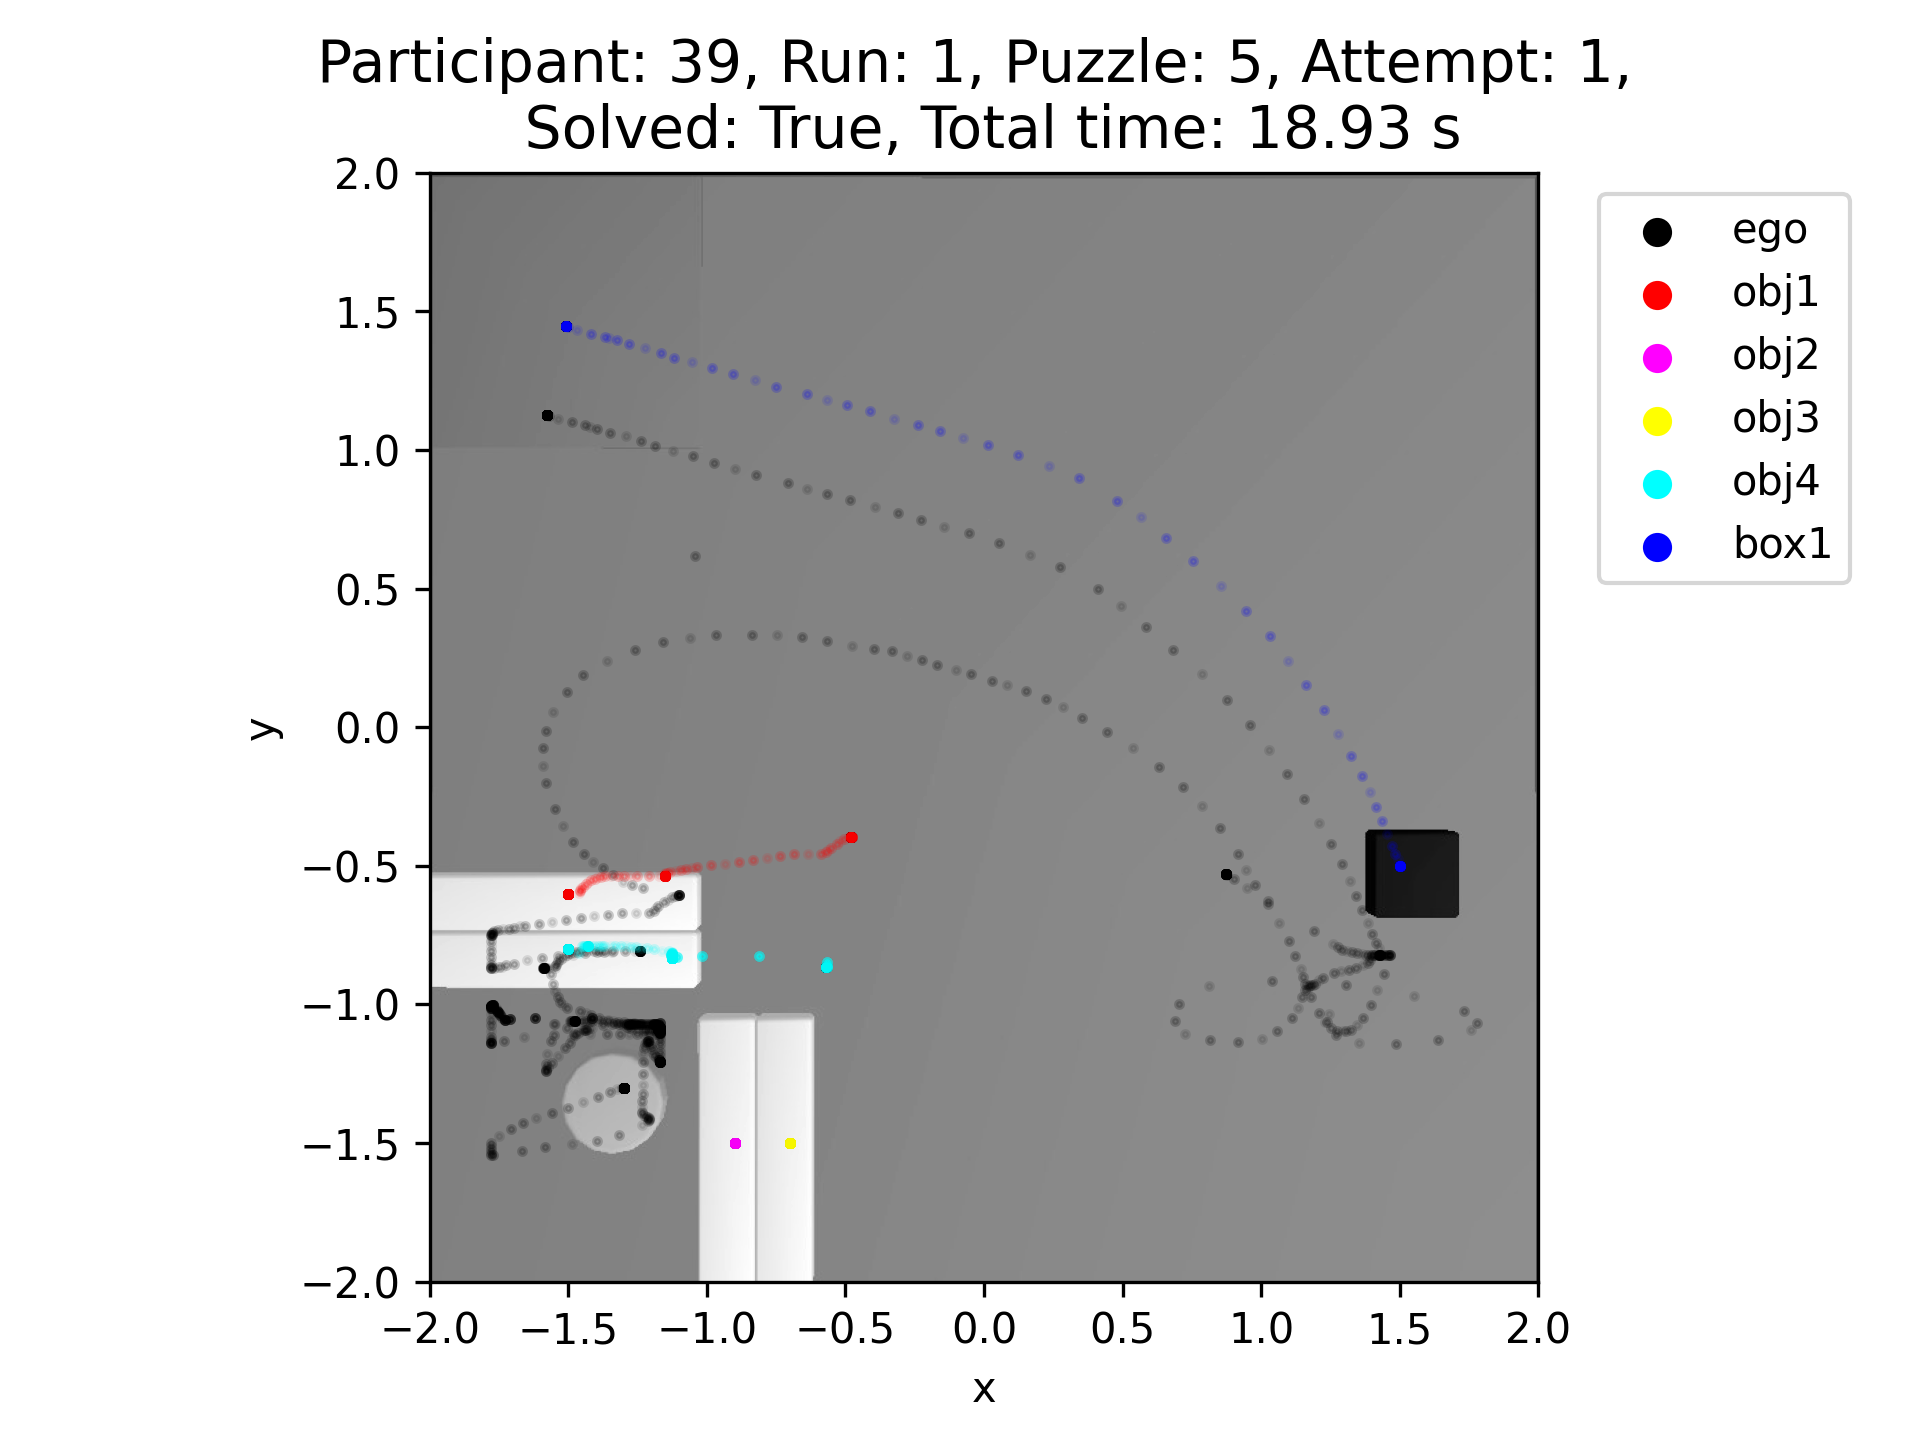 Participant: 39, Run: 1, Puzzle: 5, Attempt: 1,
Solved: True, Total time: 18.93 s
2.0
1.5
1.0
0.5
0.0
−0.5
−1.0
−1.5
−2.0
y
−2.0 −1.5 −1.0 −0.5 0.0 0.5 1.0 1.5 2.0
x
ego
obj1
obj2
obj3
obj4
box1